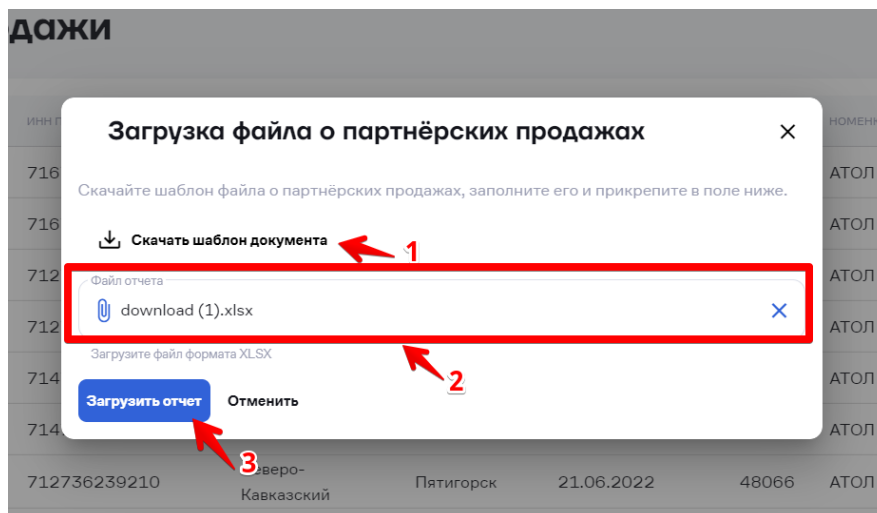 дажи
Загрузка файла о партнёрских продажах
Скачайте шаблон файла о партнёрских продажах, заполните его и прикрепите в поле ниже.
Скачать шаблон документа
1
Файл отчета
download (1).xlsx
Загрузите файл формата XLSX
2
Загрузить отчет Отменить
3
ИНН НОМЕНК
716 АТОЛ
716 АТОЛ
712 АТОЛ
712 АТОЛ
714 АТОЛ
714 АТОЛ
712736239210 еверо-Кавказский Пятигорск 21.06.2022 48066 АТОЛ